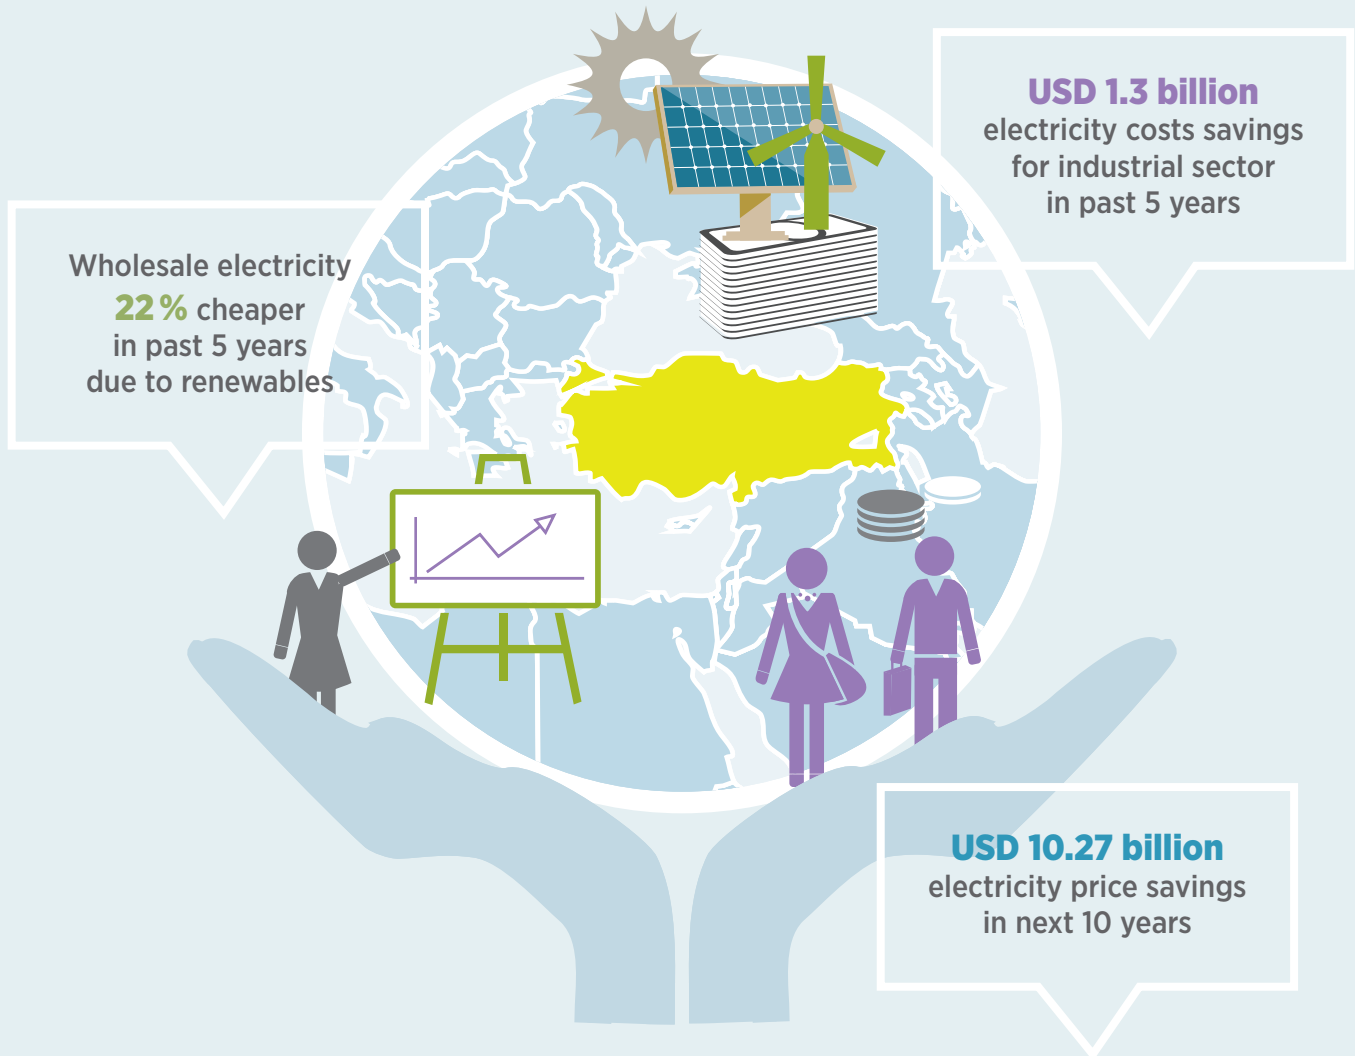 USD 1.3 billion
electricity costs savings
for industrial sector
in past 5 years
Wholesale electricity
22 % cheaper
in past 5 years
due to renewables
USD 10.27 billion
electricity price savings
in next 10 years